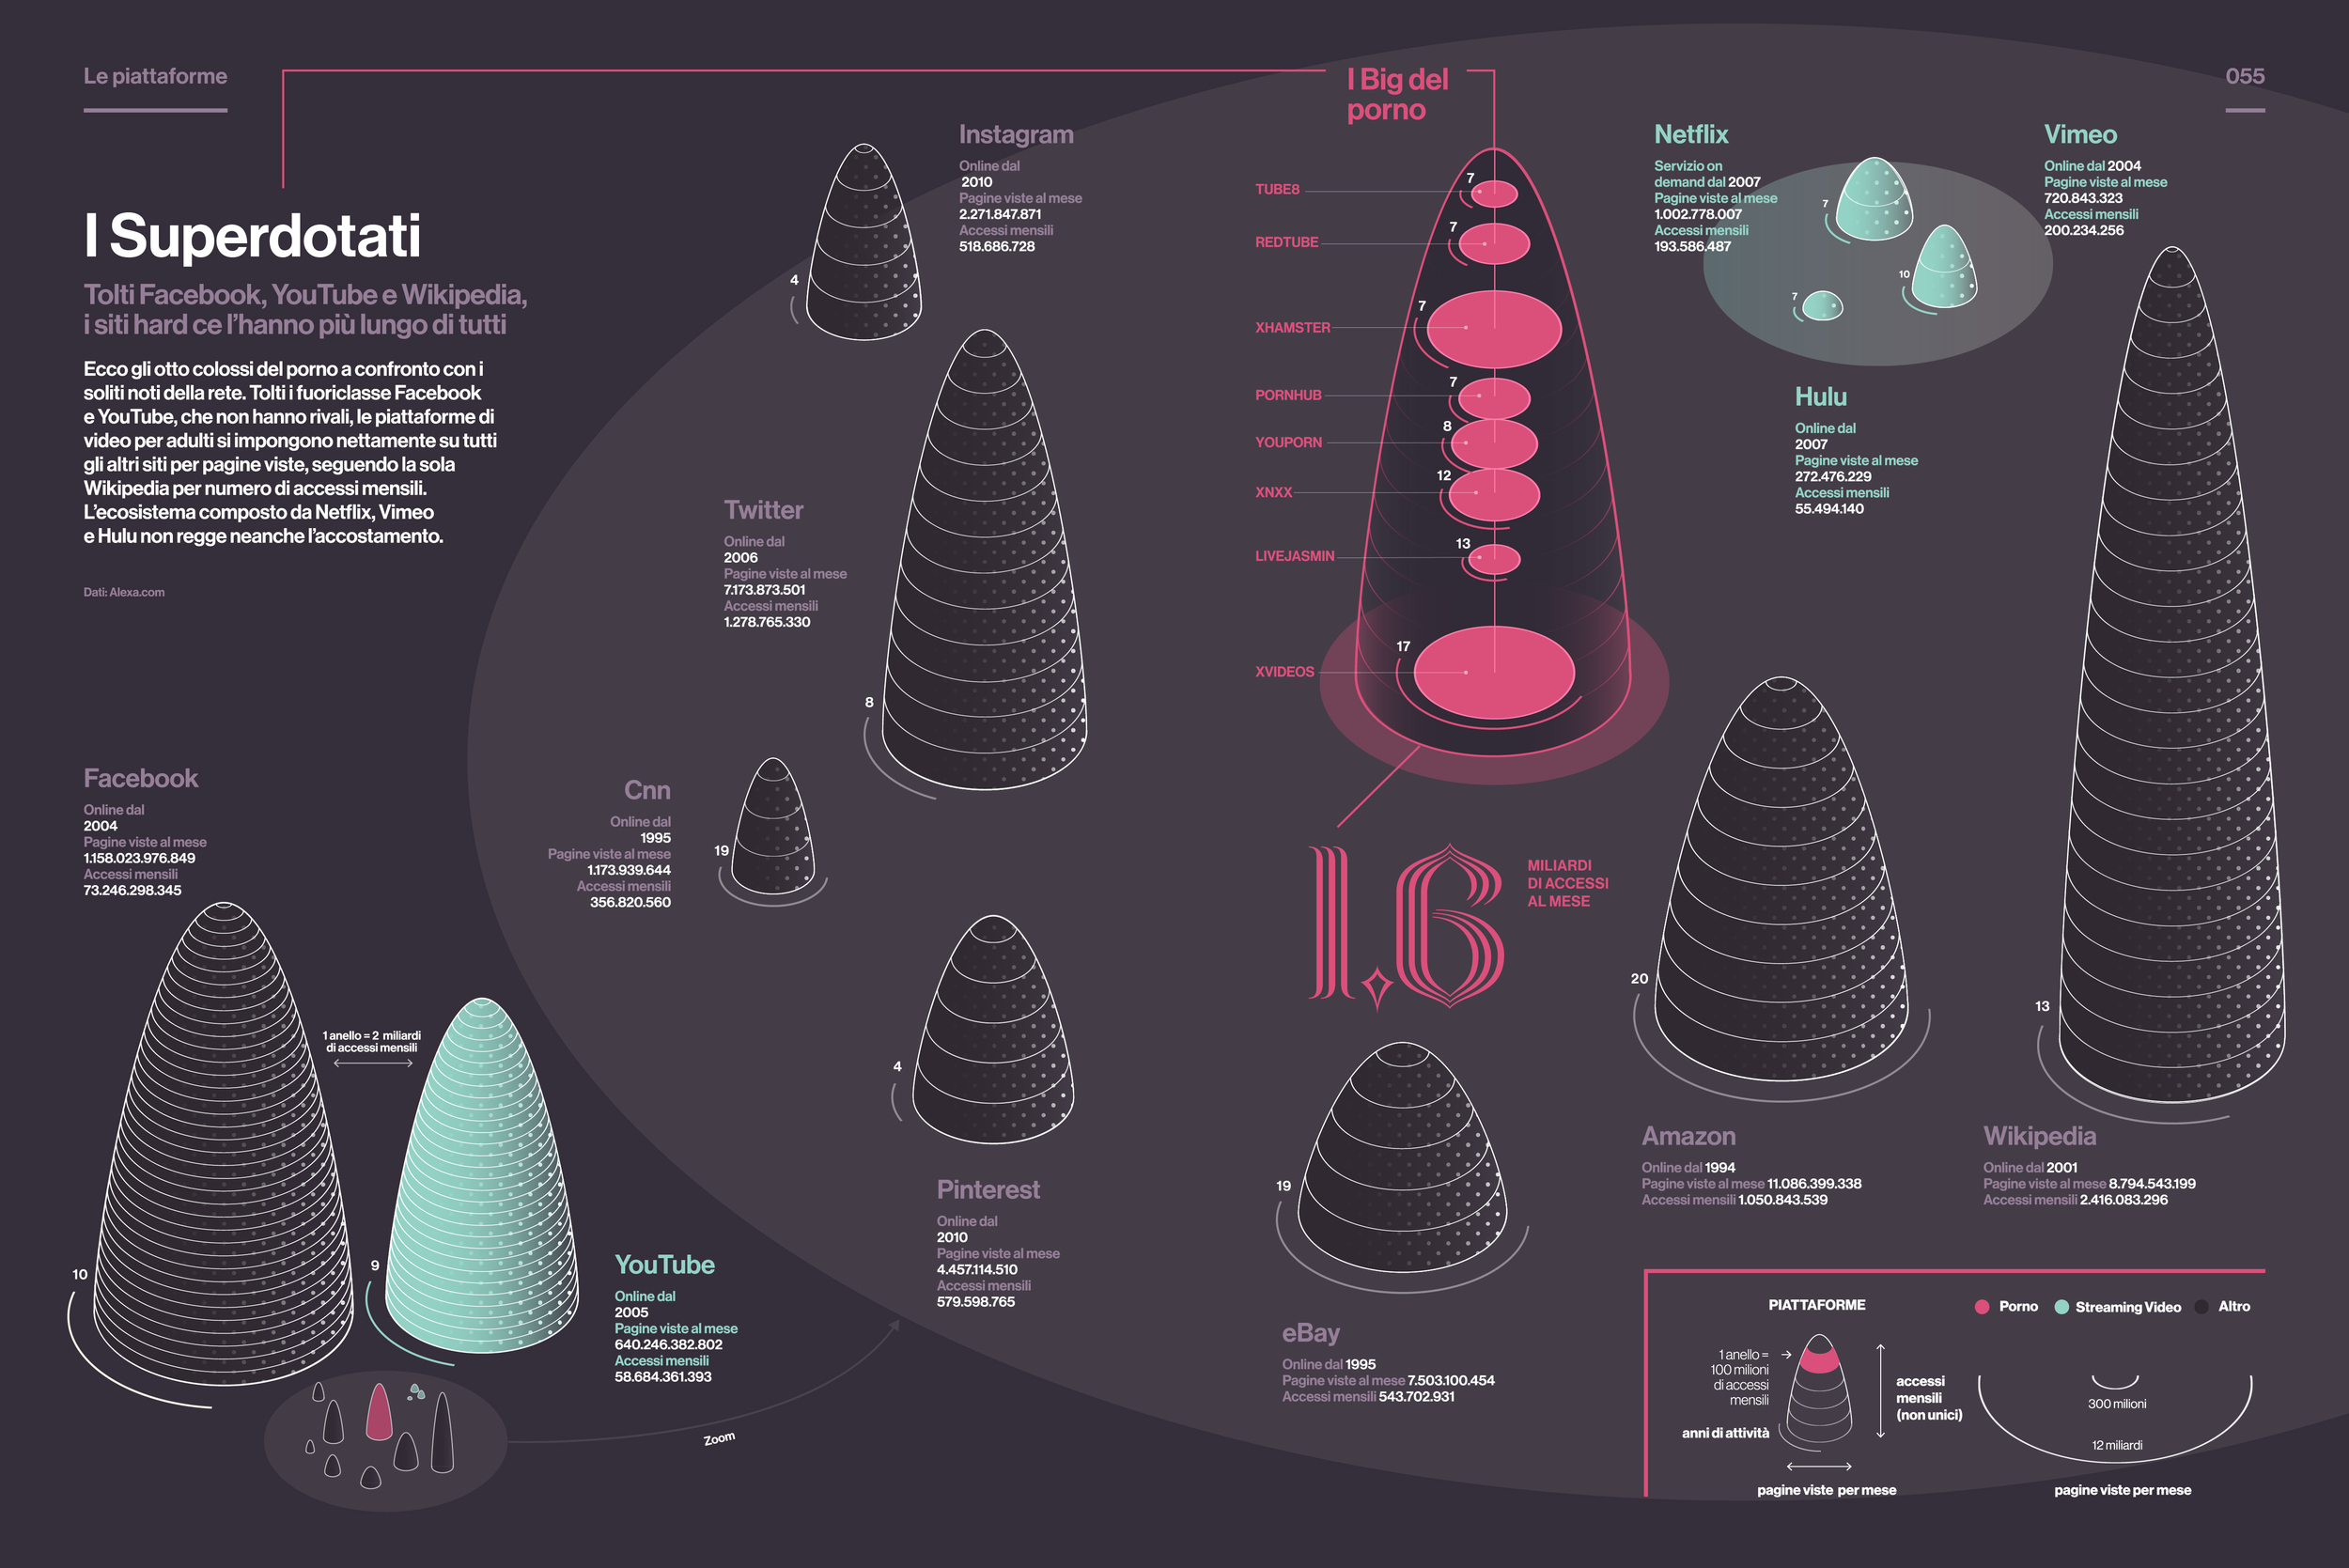 Le piattaforme
055
I Superdotati
Tolti Facebook, YouTube e Wikipedia,
i siti hard ce l’hanno più lungo di tutti
Ecco gli otto colossi del porno a confronto con i
soliti noti della rete. Tolti i fuoriclasse Facebook
e YouTube, che non hanno rivali, le piattaforme di
video per adulti si impongono nettamente su tutti
gli altri siti per pagine viste, seguendo la sola
Wikipedia per numero di accessi mensili.
L’ecosistema composto da Netflix, Vimeo
e Hulu non regge neanche l’accostamento.
Dati: Alexa.com
Facebook
Online dal
2004
Pagine viste al mese
1.158.023.976.849
Accessi mensili
73.246.298.345
10
1 anello = 2 miliardi
di accessi mensili
9
YouTube
Online dal
2005
Pagine viste al mese
640.246.382.802
Accessi mensili
58.684.361.393
Zoom
Instagram
Online dal
2010
Pagine viste al mese
2.271.847.871
Accessi mensili
518.686.728
4
Twitter
Online dal
2006
Pagine viste al mese
7.173.873.501
Accessi mensili
1.278.765.330
8
Cnn
Online dal
1995
Pagine viste al mese
1.173.939.644
Accessi mensili
356.820.560
19
4
Pinterest
Online dal
2010
Pagine viste al mese
4.457.114.510
Accessi mensili
579.598.765
I Big del
porno
TUBE8
7
REDTUBE
7
XHAMSTER
7
PORNHUB
7
YOUPORN
8
XNXX
12
LIVEJASMIN
13
XVIDEOS
17
1.6
MILIARDI
DI ACCESSI
AL MESE
19
eBay
Online dal 1995
Pagine viste al mese 7.503.100.454
Accessi mensili 543.702.931
Netflix
Servizio on
demand dal 2007
Pagine viste al mese
1.002.778.007
Accessi mensili
193.586.487
7
10
7
Vimeo
Online dal 2004
Pagine viste al mese
720.843.323
Accessi mensili
200.234.256
Hulu
Online dal
2007
Pagine viste al mese
272.476.229
Accessi mensili
55.494.140
20
Amazon
Online dal 1994
Pagine viste al mese 11.086.399.338
Accessi mensili 1.050.843.539
13
Wikipedia
Online dal 2001
Pagine viste al mese 8.794.543.199
Accessi mensili 2.416.083.296
PIATTAFORME
Porno
Streaming Video
Altro
1 anello =
100 milioni
di accessi
mensili
anni di attività
accessi
mensili
(non unici)
pagine viste per mese
300 milioni
12 miliardi
pagine viste per mese